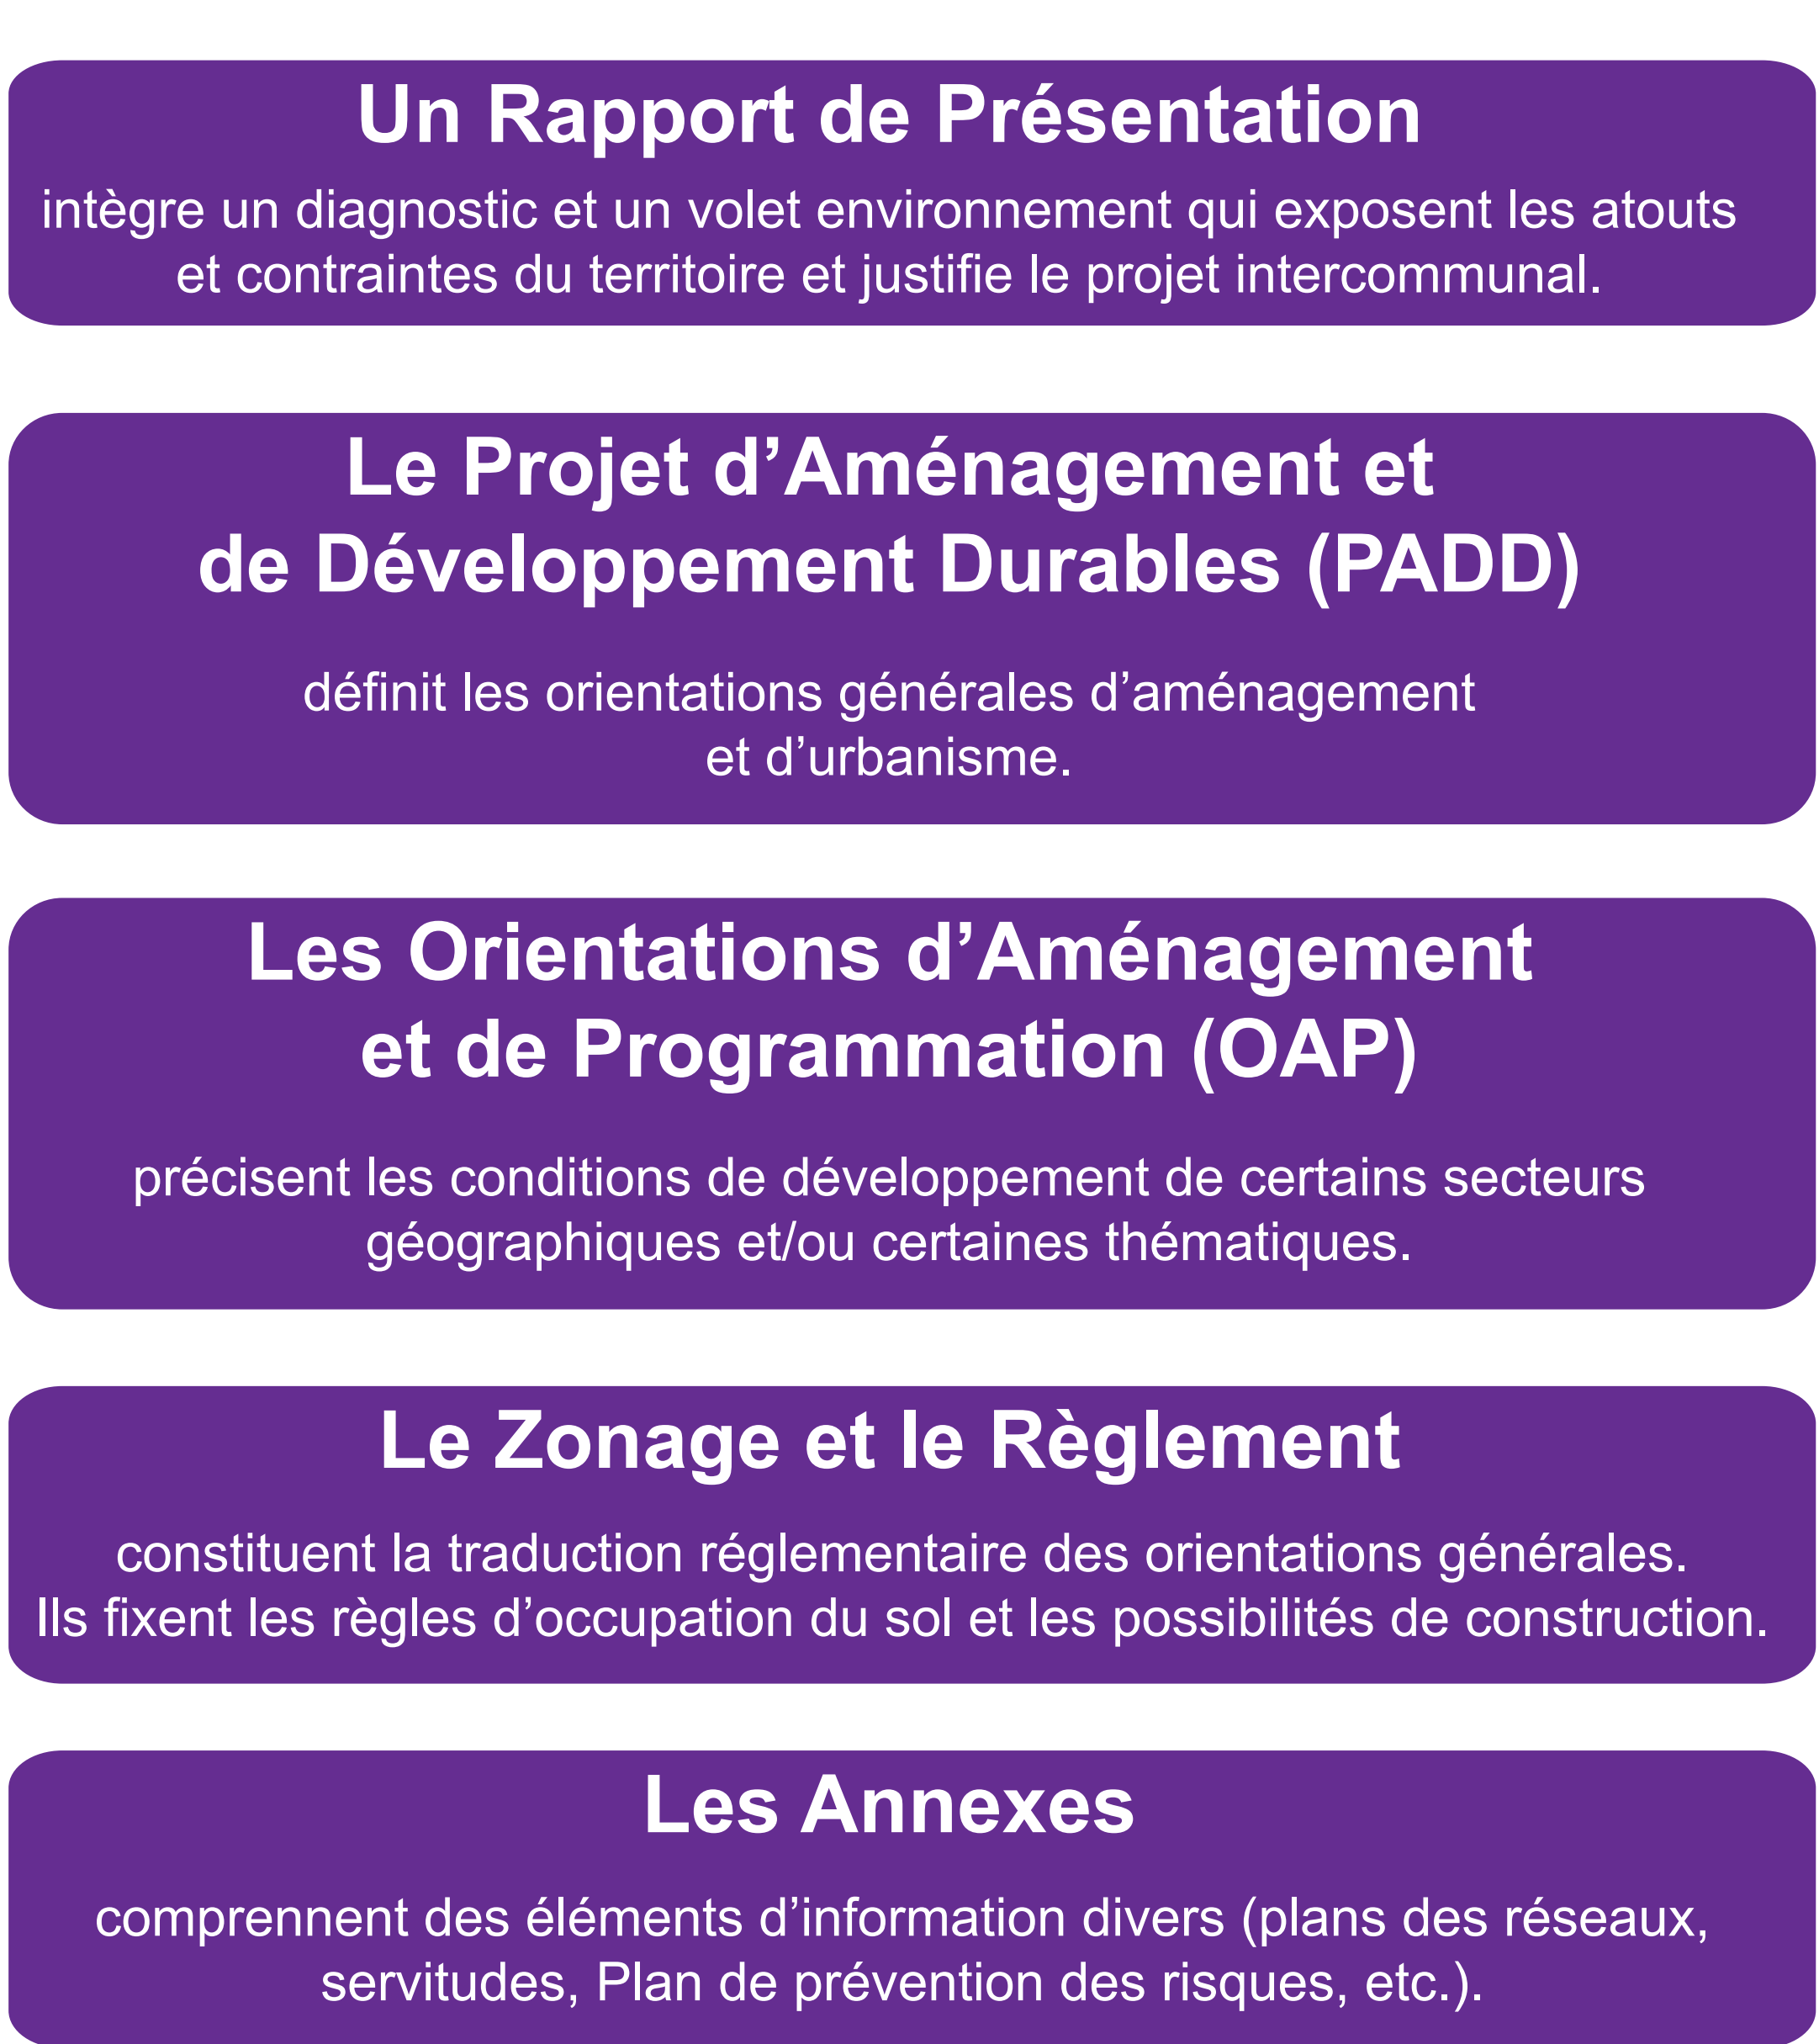 Un Rapport de Présentation
intègre un diagnostic et un volet environnement qui exposent les atouts
et contraintes du territoire et justifie le projet intercommunal.
Le Projet d’Aménagement et
de Développement Durables (PADD)
définit les orientations générales d’aménagement
et d’urbanisme.
Les Orientations d’Aménagement
et de Programmation (OAP)
précisent les conditions de développement de certains secteurs
géographiques et/ou certaines thématiques.
Le Zonage et le Règlement
constituent la traduction réglementaire des orientations générales.
Ils fixent les règles d’occupation du sol et les possibilités de construction.
Les Annexes
comprennent des éléments d’information divers (plans des réseaux,
servitudes, Plan de prévention des risques, etc.).